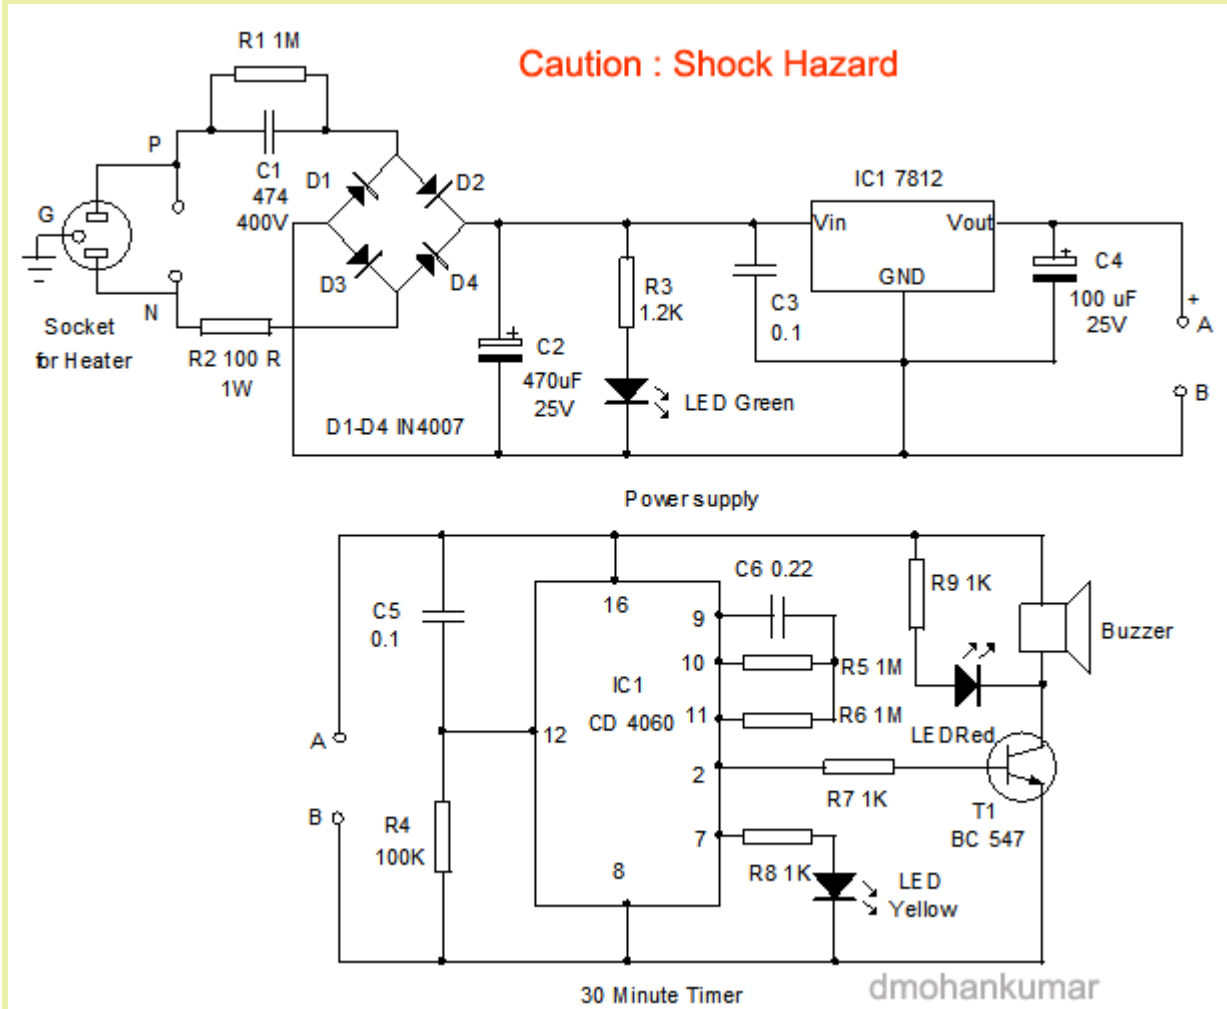 R1 1M
Caution : Shock Hazard
P
C1
474
400V
D1
D2
IC1 7812
G
Vin
Vout
D3
D4
GND
R3
1.2K
C3
0.1
C4
100 uF
25V
+
A
B
Socket
for Heater
N
R2 100 R
1W
+
C2
470uF
25V
LED Green
D1-D4 IN4007
+
Power supply
C5
0.1
16
C6 0.22
9
10
R5 1M
11
R6 1M
IC1
CD 4060
12
R9 1K
Buzzer
LED Red
A
B
2
R7 1K
T1
BC 547
R4
100K
7
R8 1K
8
LED
Yellow
30 Minute Timer
dmohankumar